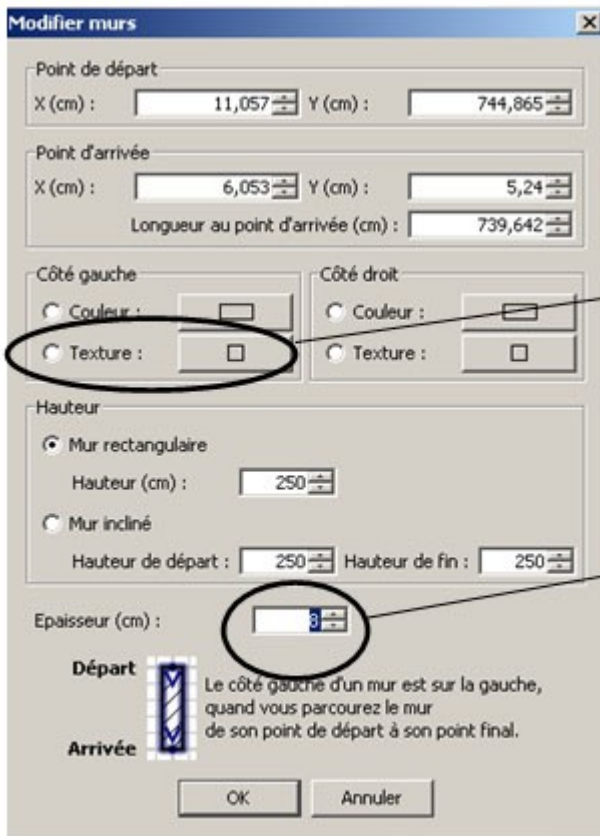 Modifier murs
Point de départ
X (cm) : 11,057 Y (cm) : 744,865
Point d'arrivée
X (cm) : 6,053 Y (cm) : 5,24
Longueur au point d'arrivée (cm) : 739,642
Côté gauche Côté droit
Couleur : Couleur :
Texture : Texture :
Hauteur
Mur rectangulaire
Hauteur (cm) : 250
Mur incliné
Hauteur de départ : 250 Hauteur de fin : 250
Epaisseur (cm) : 8
Départ
Le côté gauche d'un mur est sur la gauche,
quand vous parcourez le mur
de son point de départ à son point final.
Arrivée
OK Annuler